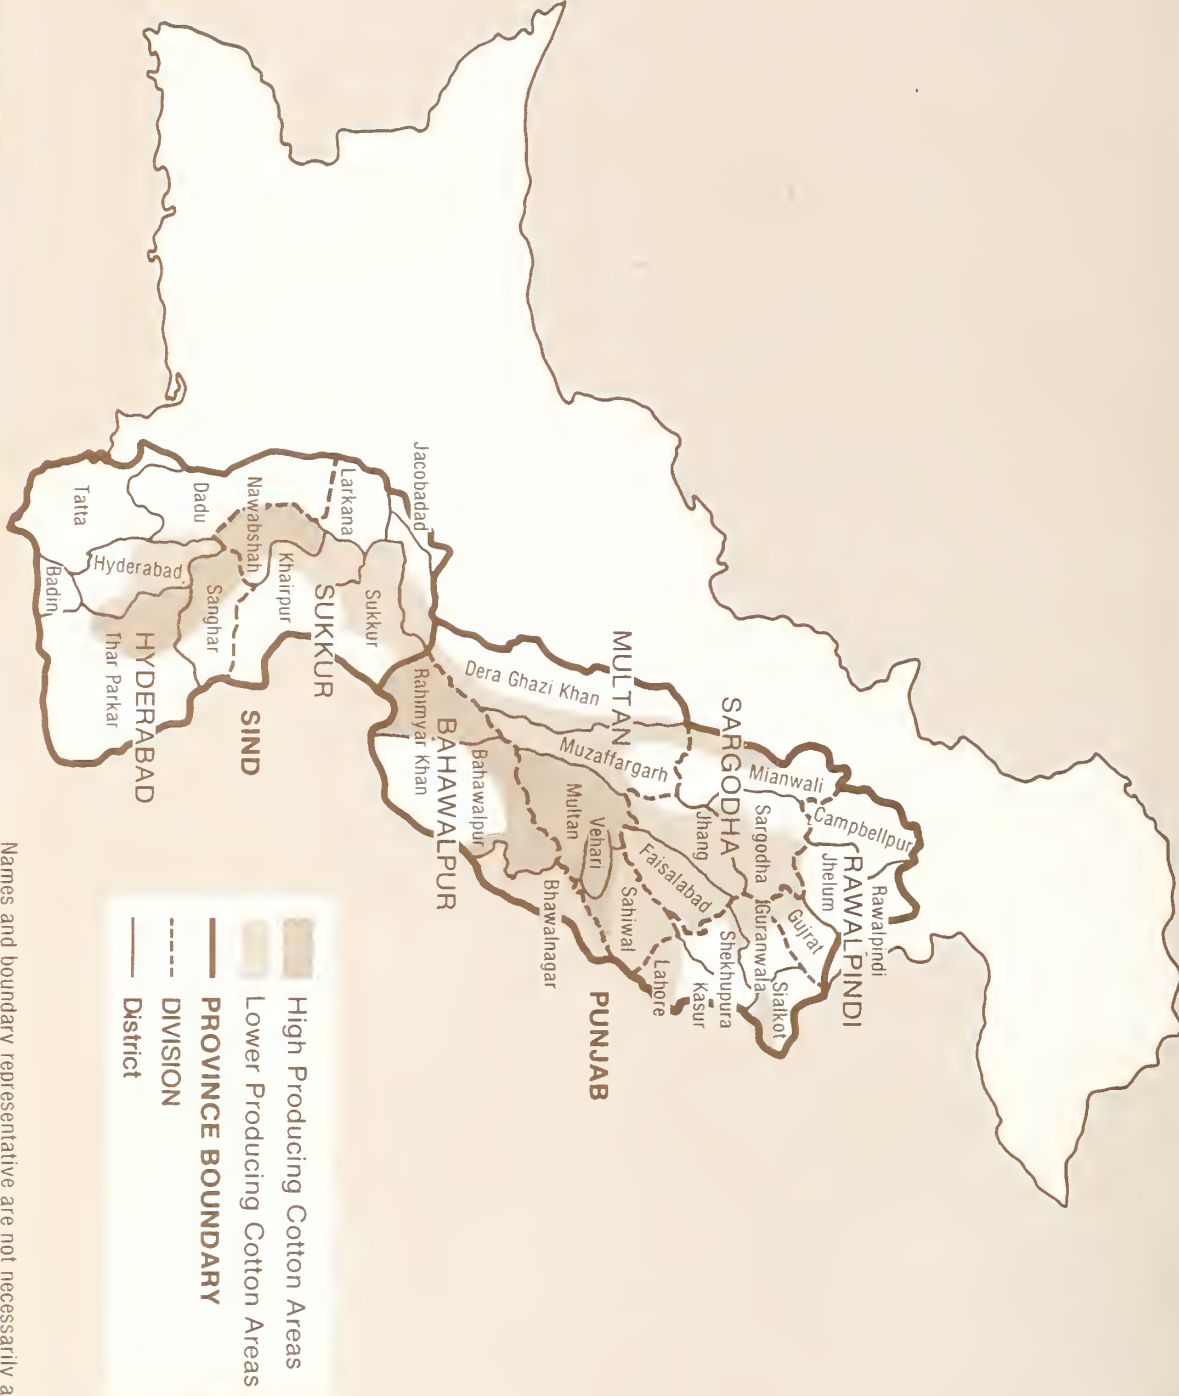 RAWALPINDI
Rawalpindi
Campbellpur
Jhelum
Gujrat
SARGODHA
Mianwali
Sargodha
Jhang
Faisalabad
Guranwala
Sialkot
Shekhupura
Kasur
Lahore
PUNJAB
MULTAN
Dera Ghazi Khan
Muzaffargarh
Multan
Vehari
Sahiwal
BAHAWALPUR
Rahimyar Khan
Bahawalpur
Bhawalnagar
Jacobadad
Larkana
SUKKUR
Sukkur
Khairpur
Nawabshah
SIND
HYDERABAD
Dadu
Sanghar
Hyderabad
Tatta
Badin
Thar Parkar
High Producing Cotton Areas
Lower Producing Cotton Areas
PROVINCE BOUNDARY
DIVISION
District
Names and boundary representative are not necessarily a